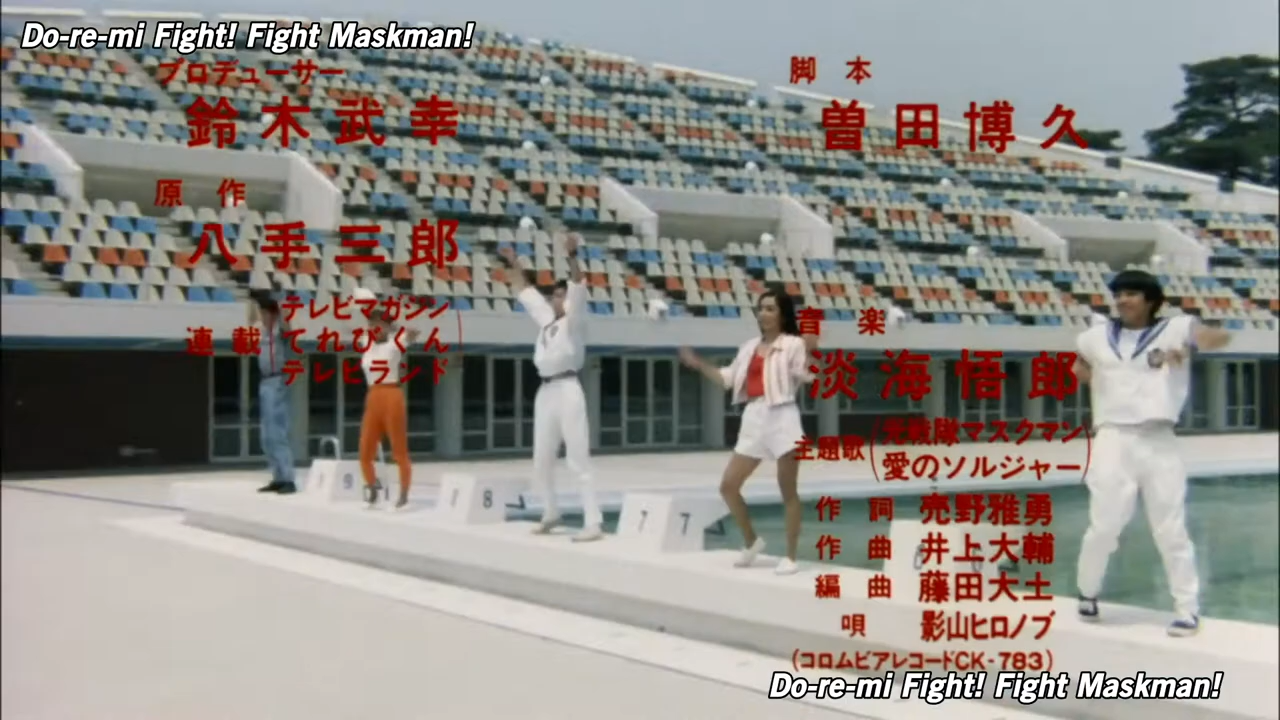 Do-re-mi Fight! Fight Maskman!
プロデューサー
鈴木武幸
原作
八手三郎
連載
テレビマガジン
てれびくん
テレビランド
脚本
曽田博久
音楽
淡海悟郎
主題歌
光戦隊マスクマン
愛のソルジャー
作詞 売野雅勇
作曲 井上大輔
編曲 藤田大土
唄 影山ヒロノブ
(コロムビアレコードCK-783)
9
8
7 7
Do-re-mi Fight! Fight Maskman!